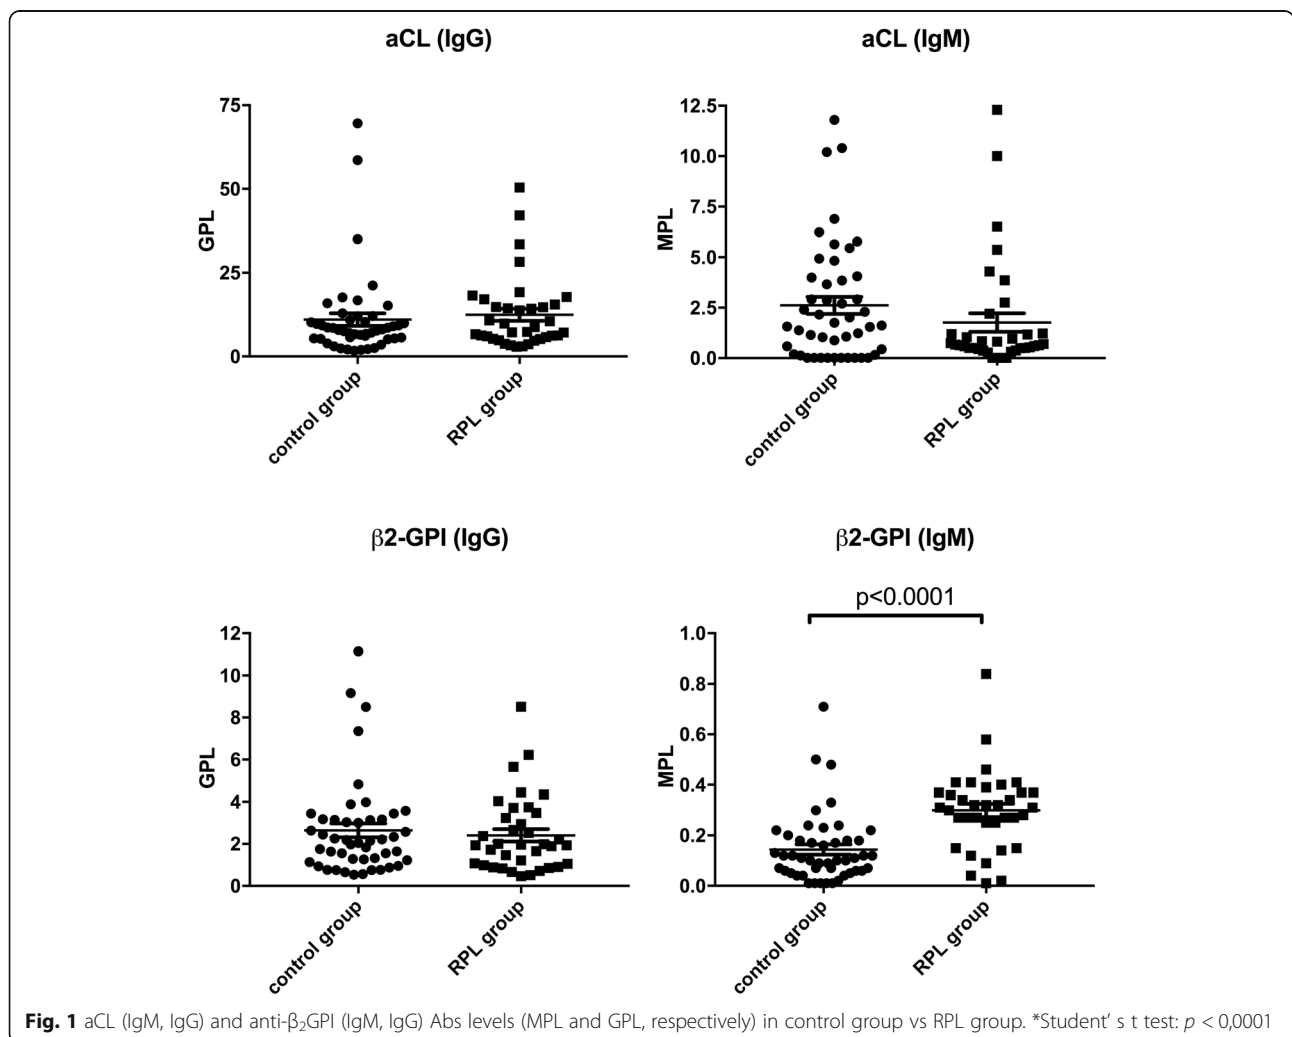 aCL (IgG)
75
50
25
0
GPL
control group
RPL group
aCL (IgM)
12.5
10.0
7.5
5.0
2.5
0.0
MPL
control group
RPL group
β2-GPI (IgG)
12
10
8
6
4
2
0
GPL
control group
RPL group
β2-GPI (IgM)
p<0.0001
1.0
0.8
0.6
0.4
0.2
0.0
MPL
control group
RPL group
Fig. 1 aCL (IgM, IgG) and anti-β₂GPI (IgM, IgG) Abs levels (MPL and GPL, respectively) in control group vs RPL group. *Student' s t test: p < 0,0001